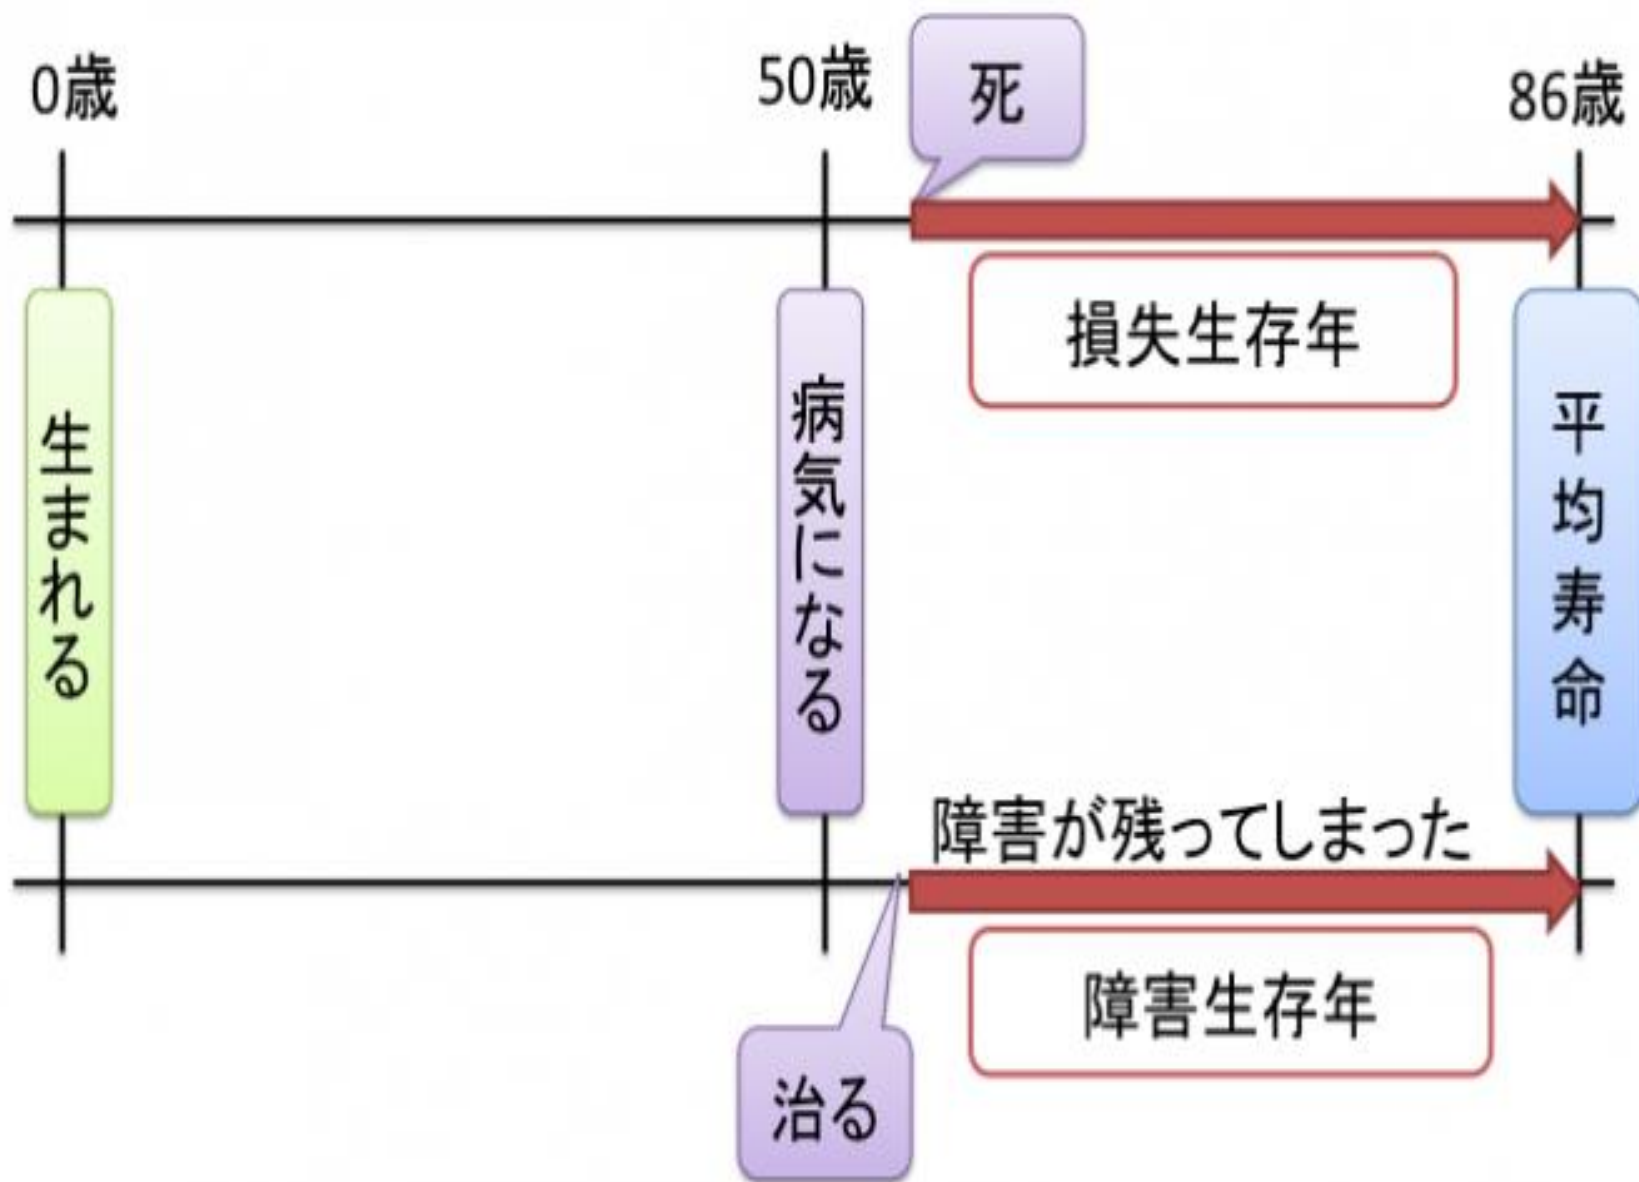 0歳
50歳
死
86歳
損失生存年
生まれる
病気になる
平均寿命
障害が残ってしまった
障害生存年
治る